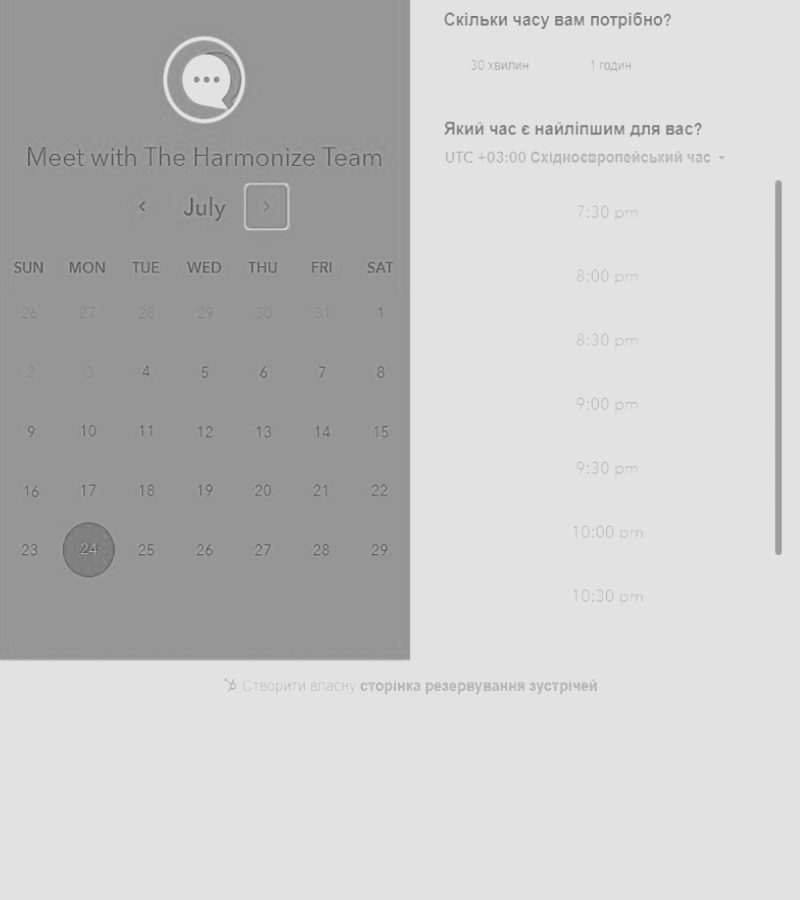 Meet with The Harmonize Team
July
SUN MON TUE WED THU FRI SAT
26 27 28 29 30 31 1
2 3 4 5 6 7 8
9 10 11 12 13 14 15
16 17 18 19 20 21 22
23 24 25 26 27 28 29
Скільки часу вам потрібно?
30 хвилин 1 годин
Який час є найліпшим для вас?
UTC +03:00 Східноєвропейський час
7:30 pm
8:00 pm
8:30 pm
9:00 pm
9:30 pm
10:00 pm
10:30 pm
Створити власну сторінка резервування зустрічей